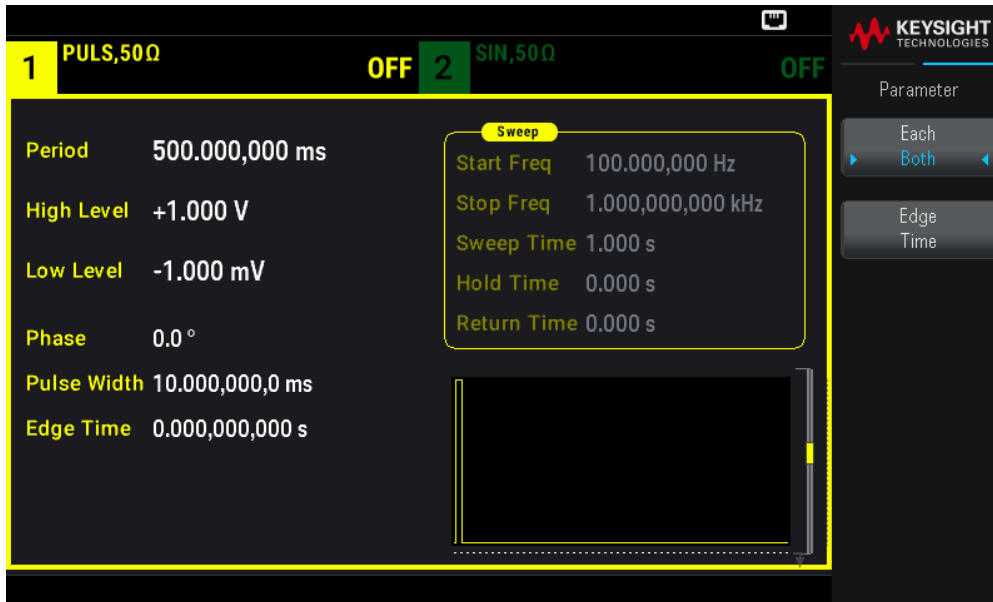 KEYSIGHT
TECHNOLOGIES
1 PULS,50Ω OFF
2 SIN,50Ω OFF
Parameter
Each
Both
Edge
Time
Period 500.000,000 ms
High Level +1.000 V
Low Level -1.000 mV
Phase 0.0 °
Pulse Width 10.000,000,0 ms
Edge Time 0.000,000,000 s
Sweep
Start Freq 100.000,000 Hz
Stop Freq 1.000,000,000 kHz
Sweep Time 1.000 s
Hold Time 0.000 s
Return Time 0.000 s